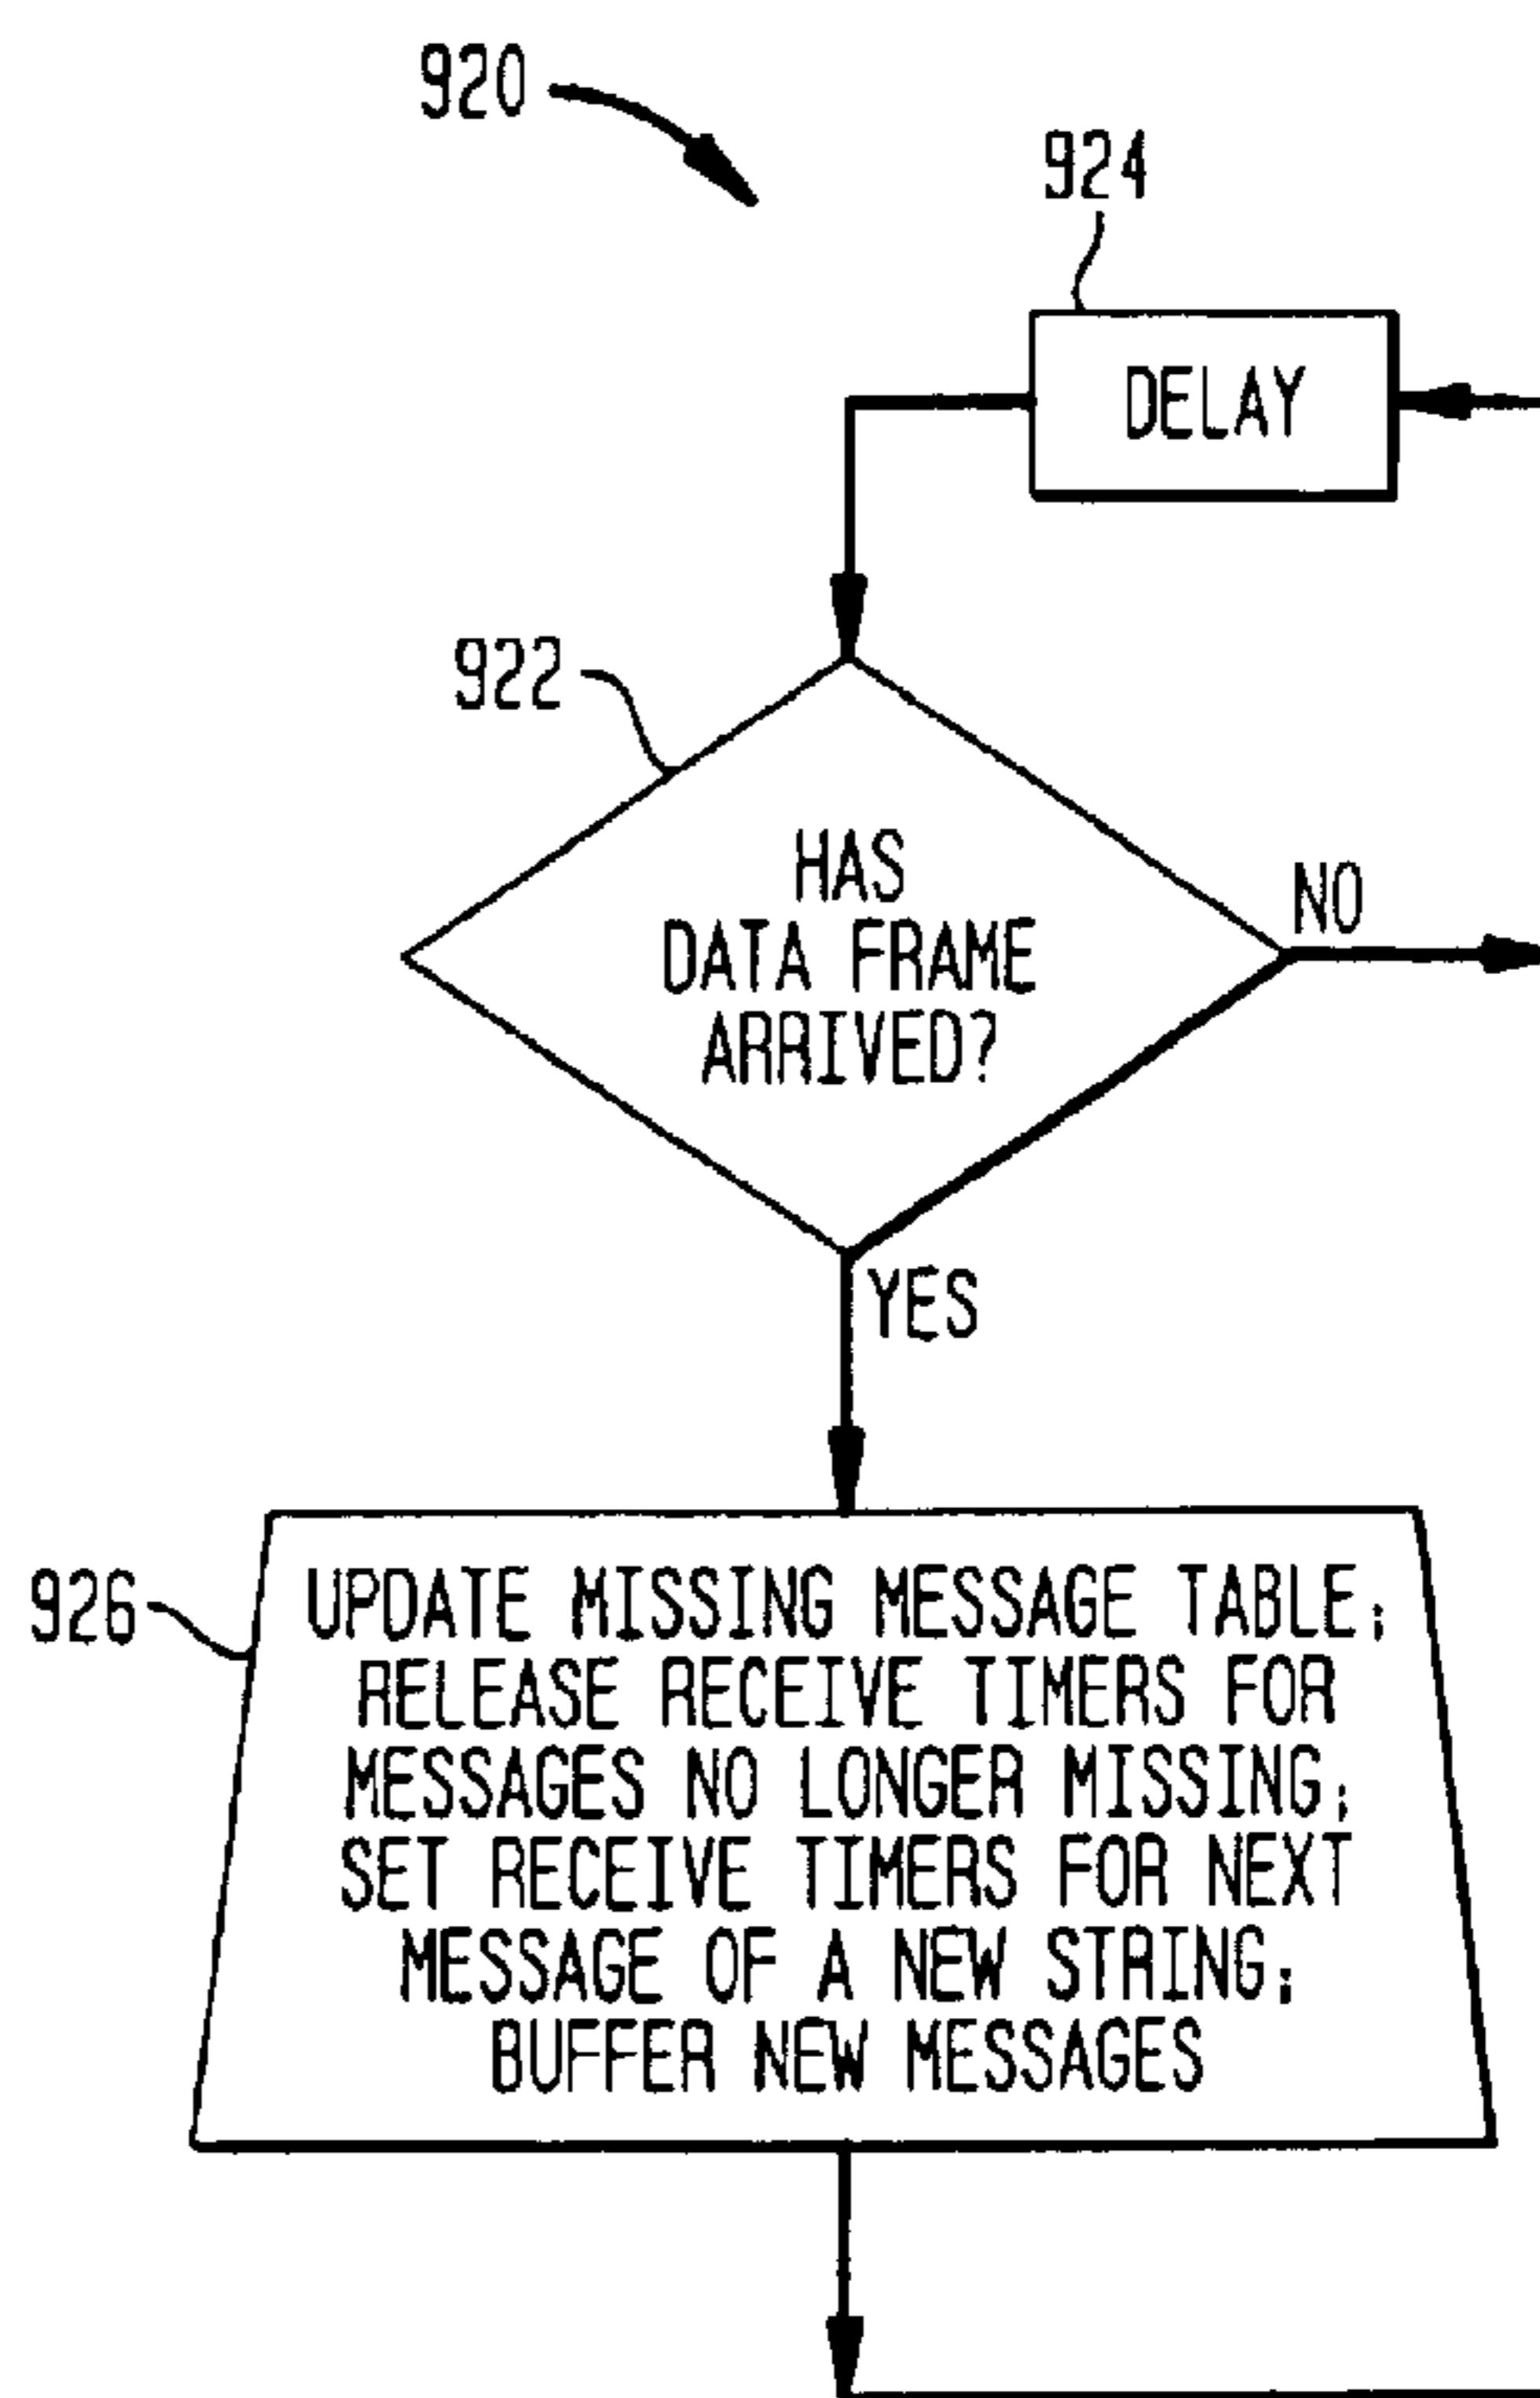 920
924
DELAY
922
HAS
DATA FRAME
ARRIVED?
NO
YES
926
UPDATE MISSING MESSAGE TABLE;
RELEASE RECEIVE TIMERS FOR
MESSAGES NO LONGER MISSING;
SET RECEIVE TIMERS FOR NEXT
MESSAGE OF A NEW STRING;
BUFFER NEW MESSAGES